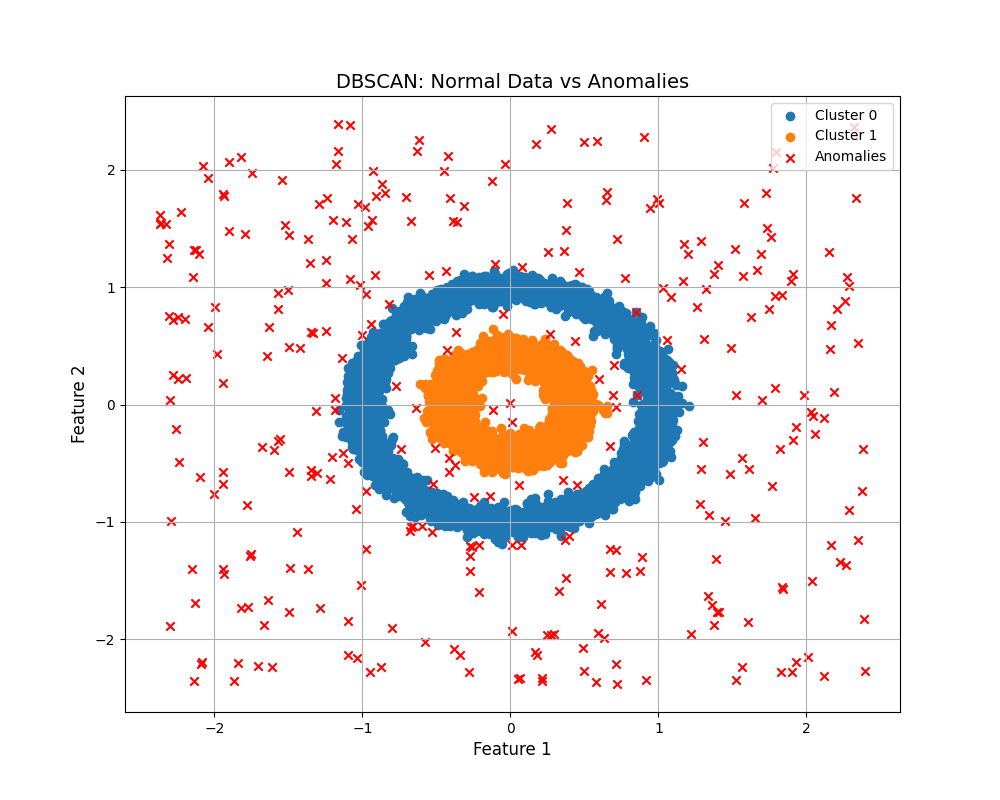 DBSCAN: Normal Data vs Anomalies
Cluster 0
Cluster 1
Anomalies
2
1
0
−1
−2
Feature 2
−2
−1
0
1
2
Feature 1